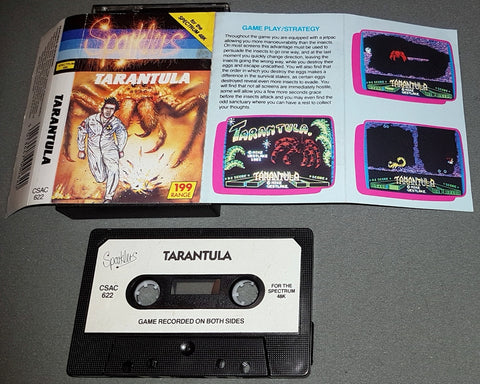 for the
SPECTRUM 48K
Sparklers
TARANTULA
199
RANGE
TARANTULA
CSAC
622
GAME PLAY/STRATEGY
Throughout the game you are equipped with a jetpac
allowing you more manoeuvrability than the insects.
On most screens this advantage must be used to
persuade the insects to go one way, and at the last
moment you quickly change direction, leaving the
insects going the wrong way, while you destroy their
eggs and escape unscathed. You will also find that
the order in which you destroy the eggs makes a
difference in the survival stakes, as certain eggs
destroyed reveal even more insects to evade. You
will find that not all screens are immediately hostile,
some will allow you a few more seconds grace
before the insects attack and you may even find the
odd sanctuary where you can have a rest to collect
your thoughts.
TARANTULA
TARANTULA.
© MIKE
WESTLAKE
TARANTULA
TARANTULA
Sparklers
TARANTULA
CSAC
622
FOR THE
SPECTRUM
48K
GAME RECORDED ON BOTH SIDES